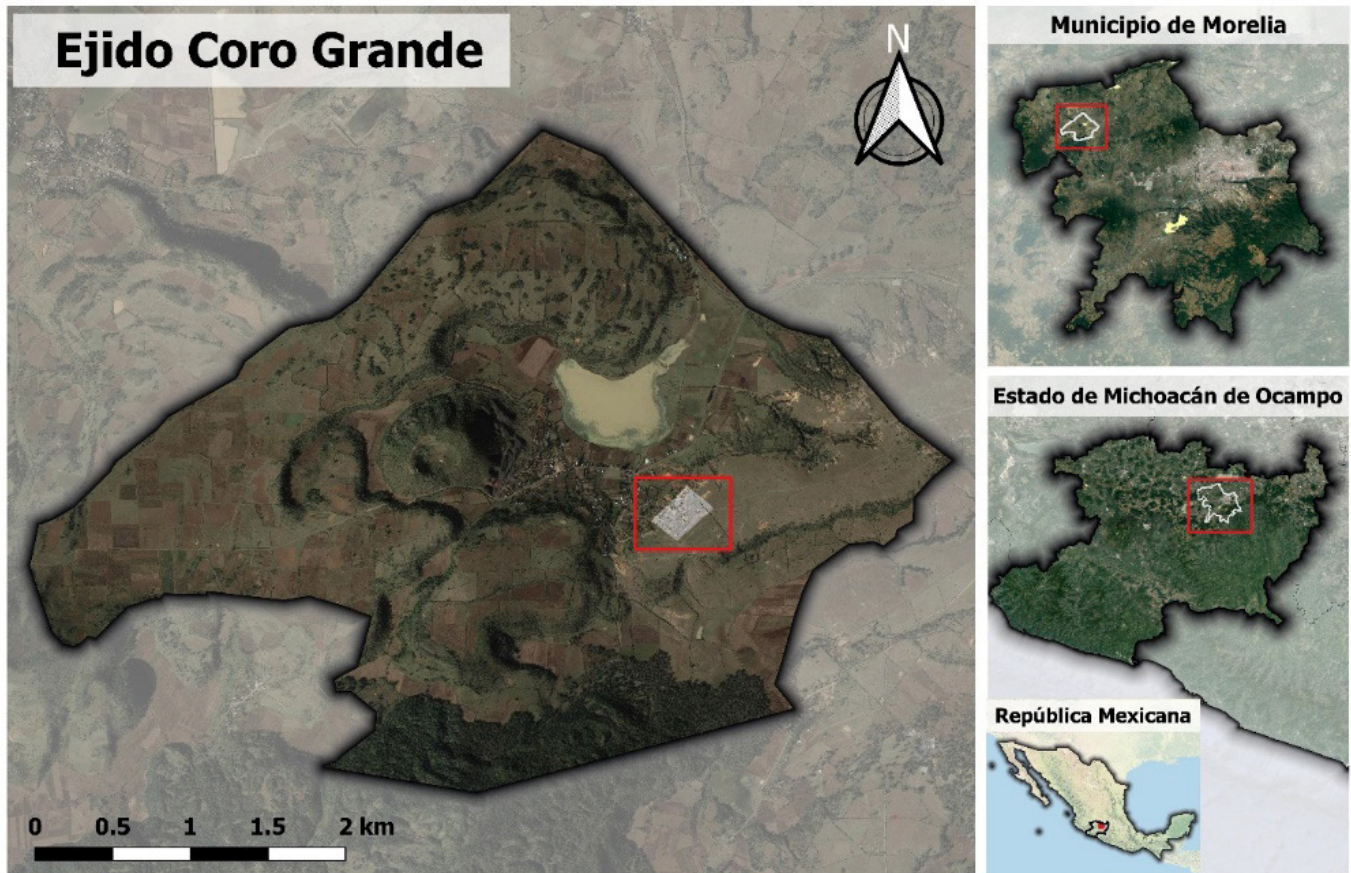 Ejido Coro Grande
N
0 0.5 1 1.5 2 km
Municipio de Morelia
Estado de Michoacán de Ocampo
República Mexicana